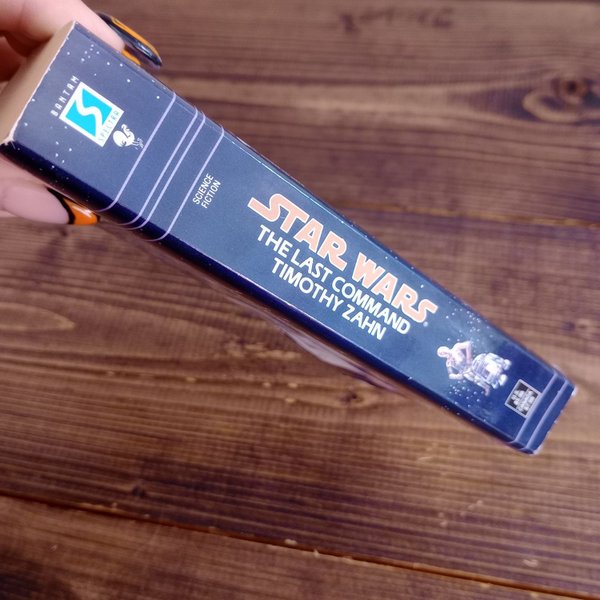 BANTAM
SPECTRA
SCIENCE
FICTION
STAR WARS®
THE LAST COMMAND
TIMOTHY ZAHN